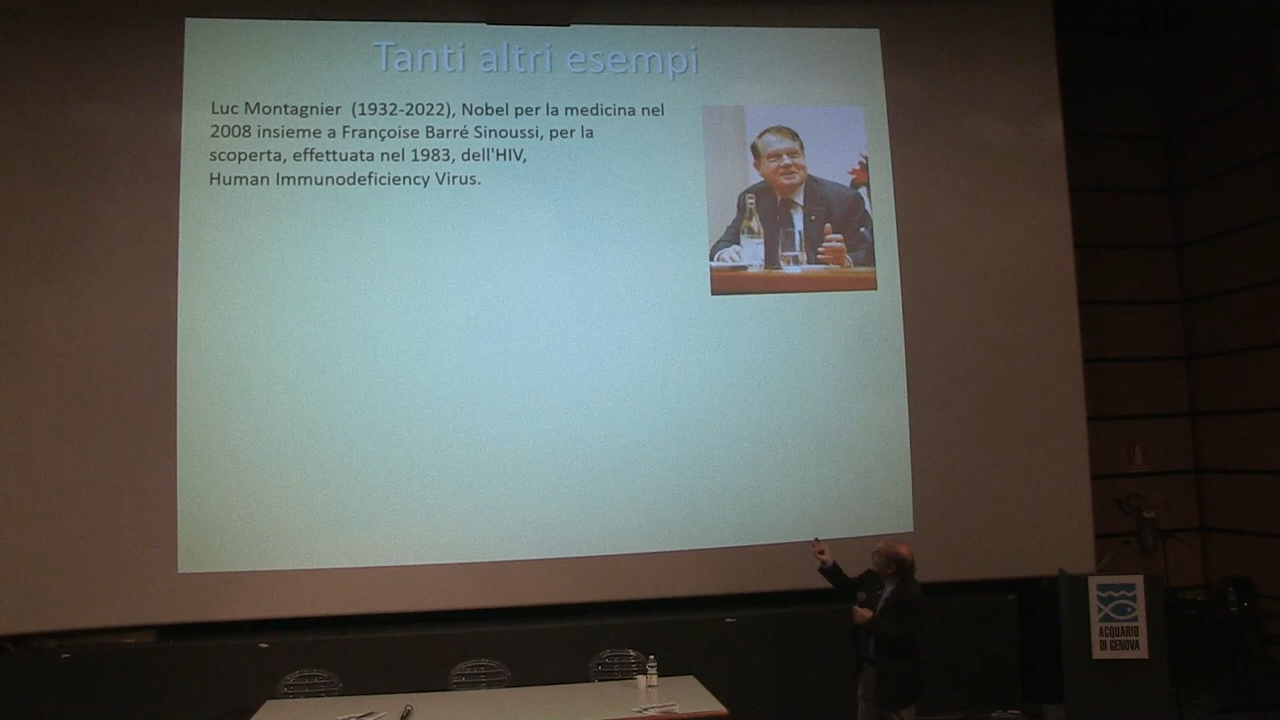 Tanti altri esempi
Luc Montagnier (1932-2022), Nobel per la medicina nel
2008 insieme a Françoise Barré Sinoussi, per la
scoperta, effettuata nel 1983, dell'HIV,
Human Immunodeficiency Virus.
ACQUARIO
DI GENOVA